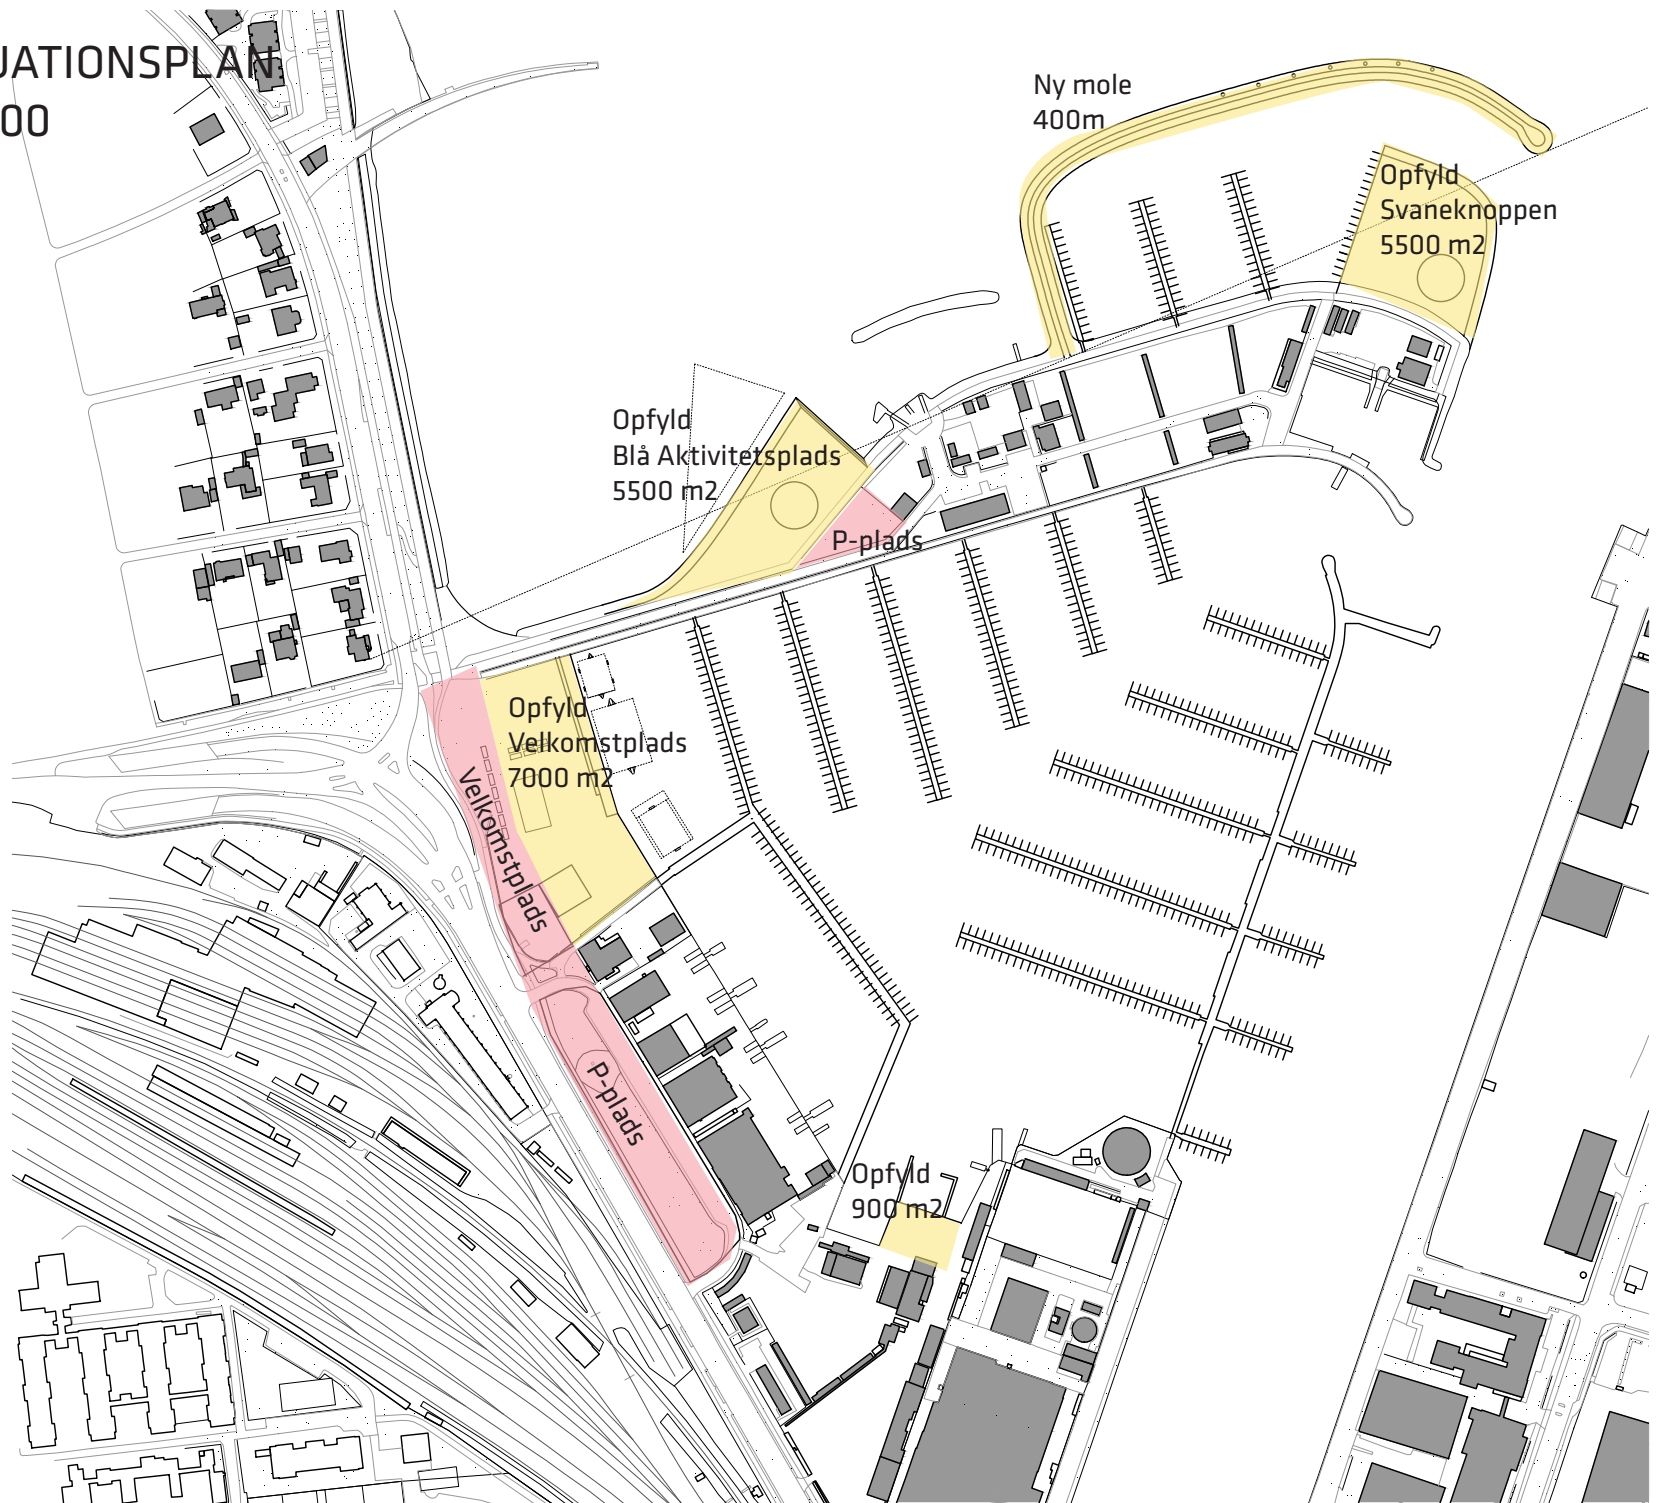 UATIONSPLAN
00
Ny mole
400m
Opfyld
Svaneknoppen
5500 m2
Opfyld
Blå Aktivitetsplads
5500 m2
P-plads
Opfyld
Velkomstplads
7000 m2
Velkomstplads
P-plads
Opfyld
900 m2